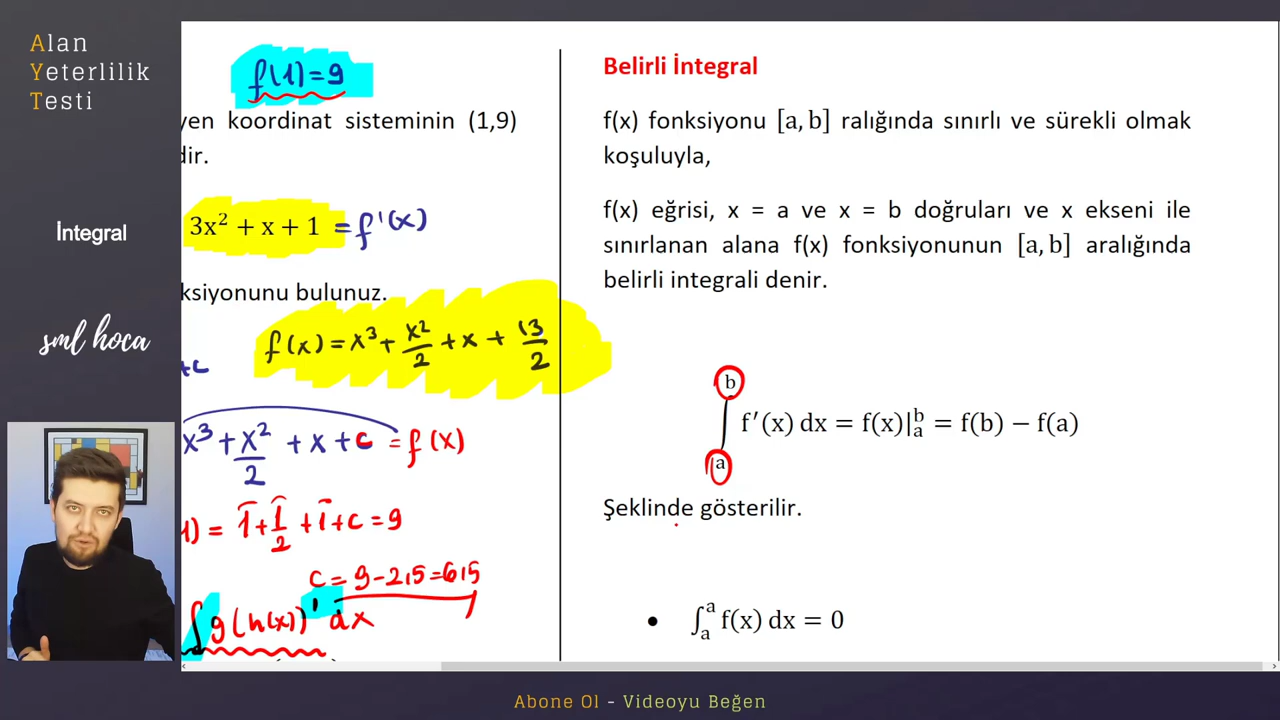 Alan
Yeterlilik
Testi
İntegral
sml hoca
f(1)=9
yen koordinat sisteminin (1,9)
dir.
3x² + x + 1 = f'(x)
ksiyonunu bulunuz.
f(x) = x³ + x²/2 + x + 13/2
+c
x³ + x²/2 + x + c = f(x)
1) = 1 + 1/2 + 1 + c = 9
c = 9 - 2,5 = 6,5
∫ g(h(x))' dx
Belirli İntegral
f(x) fonksiyonu [a, b] ralığında sınırlı ve sürekli olmak
koşuluyla,
f(x) eğrisi, x = a ve x = b doğruları ve x ekseni ile
sınırlanan alana f(x) fonksiyonunun [a, b] aralığında
belirli integrali denir.
∫ₐᵇ f′(x) dx = f(x)|ₐᵇ = f(b) − f(a)
Şeklinde gösterilir.
• ∫ₐᵃ f(x) dx = 0
Abone Ol - Videoyu Beğen